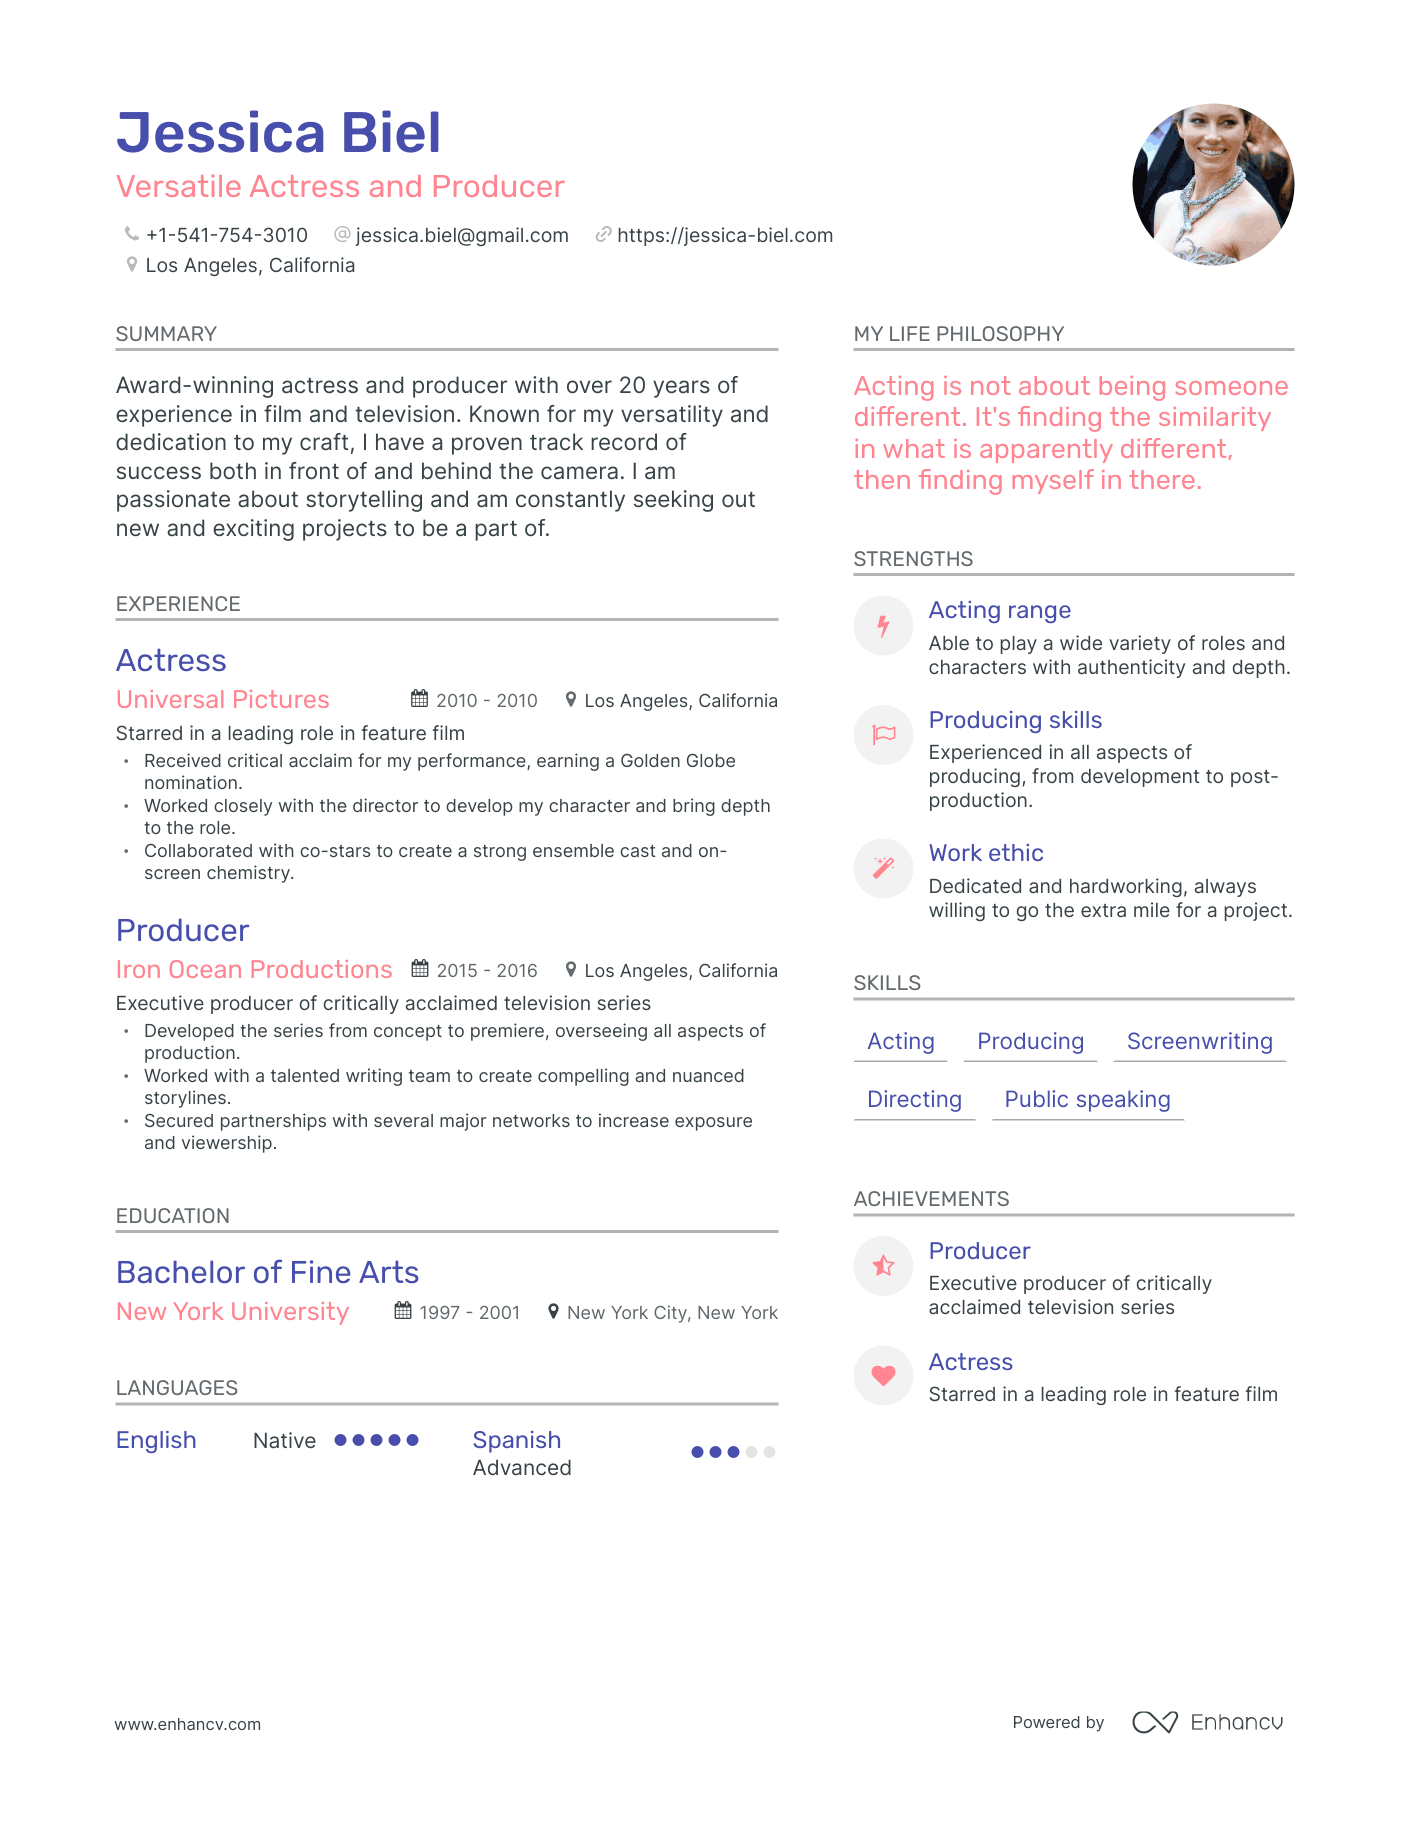 Jessica Biel
Versatile Actress and Producer
+1-541-754-3010 @ jessica.biel@gmail.com https://jessica-biel.com
Los Angeles, California
SUMMARY
Award-winning actress and producer with over 20 years of
experience in film and television. Known for my versatility and
dedication to my craft, I have a proven track record of
success both in front of and behind the camera. I am
passionate about storytelling and am constantly seeking out
new and exciting projects to be a part of.
EXPERIENCE
Actress
Universal Pictures 2010 - 2010 Los Angeles, California
Starred in a leading role in feature film
• Received critical acclaim for my performance, earning a Golden Globe
nomination.
• Worked closely with the director to develop my character and bring depth
to the role.
• Collaborated with co-stars to create a strong ensemble cast and on-
screen chemistry.
Producer
Iron Ocean Productions 2015 - 2016 Los Angeles, California
Executive producer of critically acclaimed television series
• Developed the series from concept to premiere, overseeing all aspects of
production.
• Worked with a talented writing team to create compelling and nuanced
storylines.
• Secured partnerships with several major networks to increase exposure
and viewership.
EDUCATION
Bachelor of Fine Arts
New York University 1997 - 2001 New York City, New York
LANGUAGES
English Native Spanish
Advanced
MY LIFE PHILOSOPHY
Acting is not about being someone
different. It's finding the similarity
in what is apparently different,
then finding myself in there.
STRENGTHS
Acting range
Able to play a wide variety of roles and
characters with authenticity and depth.
Producing skills
Experienced in all aspects of
producing, from development to post-
production.
Work ethic
Dedicated and hardworking, always
willing to go the extra mile for a project.
SKILLS
Acting Producing Screenwriting
Directing Public speaking
ACHIEVEMENTS
Producer
Executive producer of critically
acclaimed television series
Actress
Starred in a leading role in feature film
www.enhancv.com Powered by Enhancv